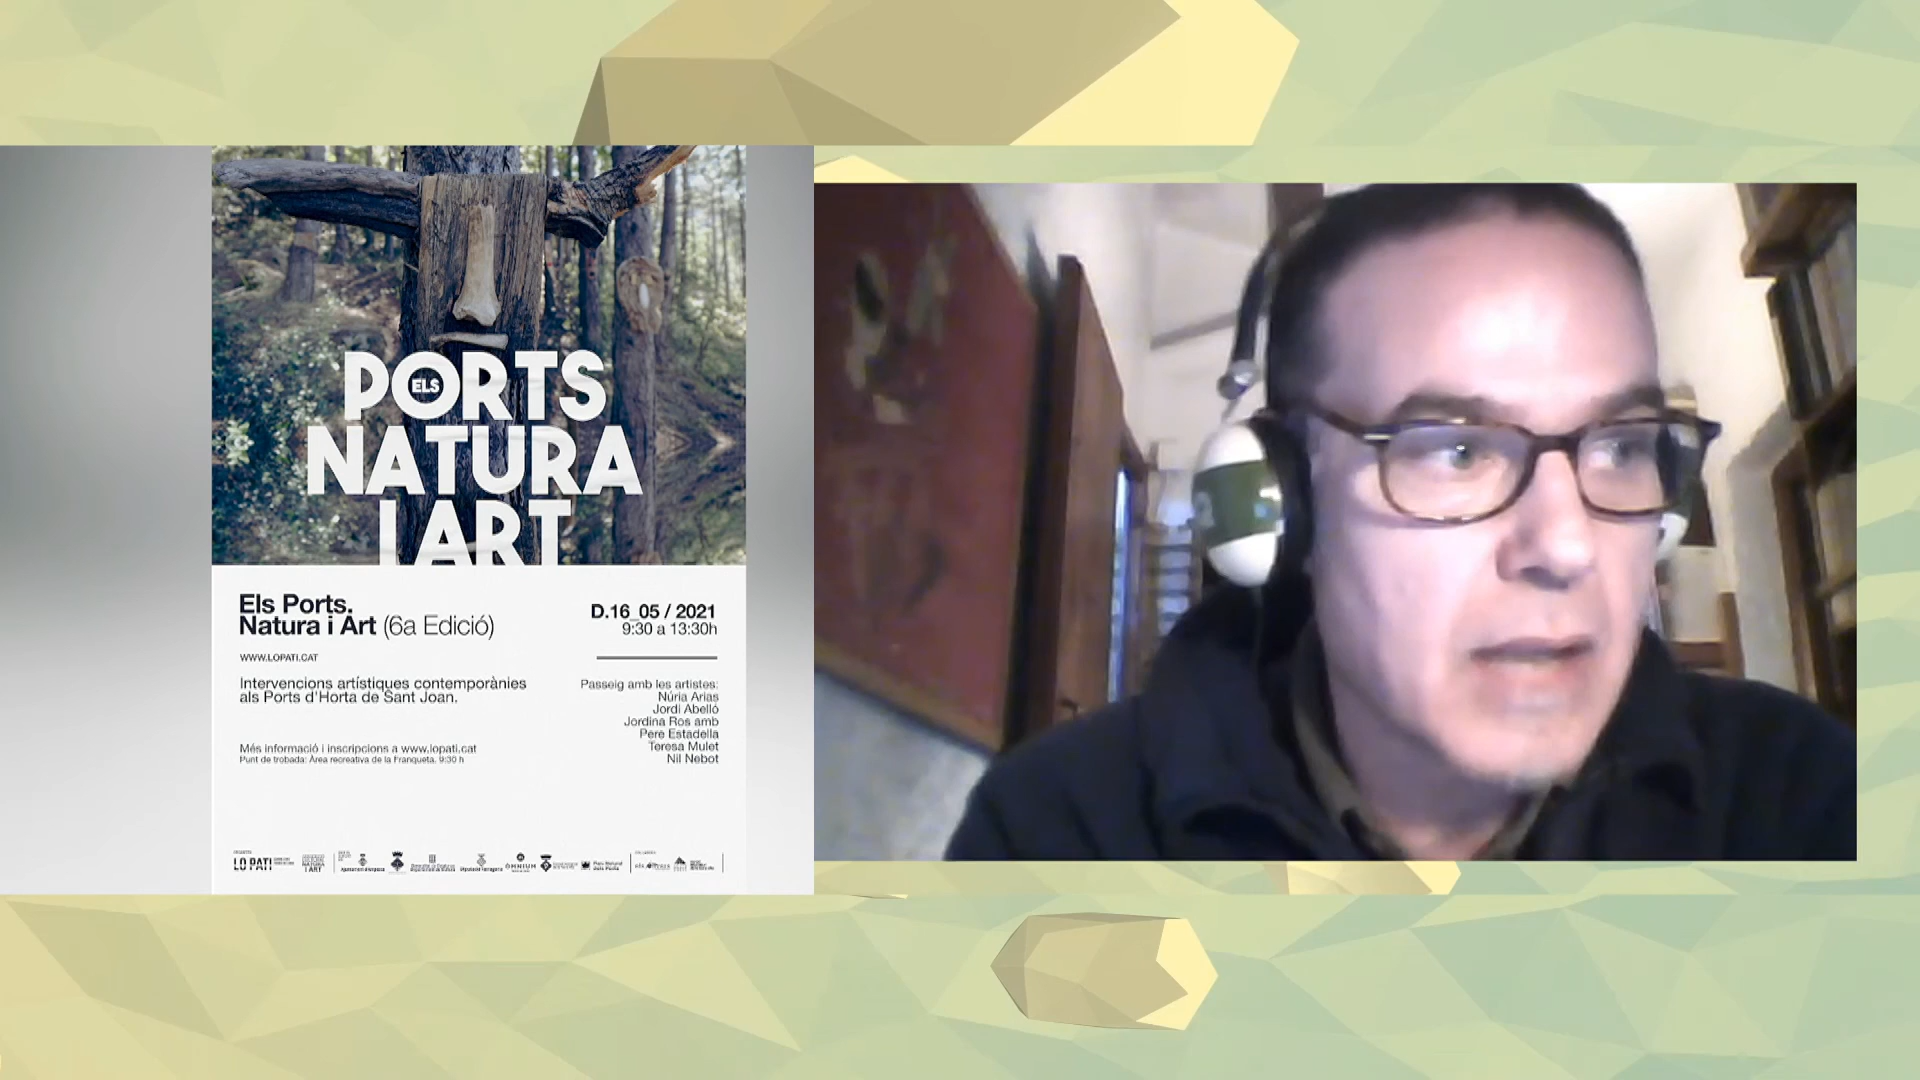 PORTS
ELS
NATURA
I ART
Els Ports.
Natura i Art (6a Edició)
D.16_05 / 2021
9:30 a 13:30h
WWW.LOPATI.CAT
Intervencions artístiques contemporànies
als Ports d'Horta de Sant Joan.
Passeig amb les artistes:
Núria Arias
Jordi Abelló
Jordina Ros amb
Pere Estadella
Teresa Mulet
Nil Nebot
Més informació i inscripcions a www.lopati.cat
Punt de trobada: Àrea recreativa de la Franqueta. 9:30 h
LO PATI
NATURA
I ART
ÒMNIUM